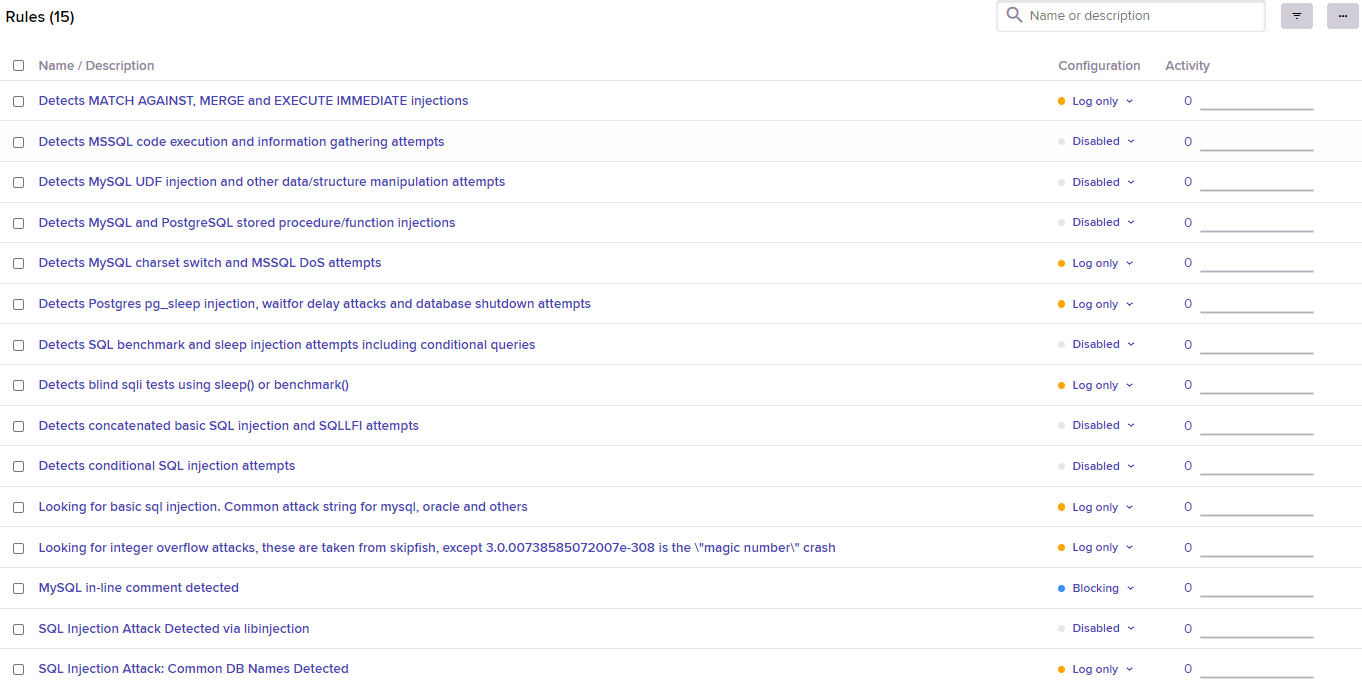 Rules (15)
Name or description
Name / Description Configuration Activity
Detects MATCH AGAINST, MERGE and EXECUTE IMMEDIATE injections Log only 0
Detects MSSQL code execution and information gathering attempts Disabled 0
Detects MySQL UDF injection and other data/structure manipulation attempts Disabled 0
Detects MySQL and PostgreSQL stored procedure/function injections Disabled 0
Detects MySQL charset switch and MSSQL DoS attempts Log only 0
Detects Postgres pg_sleep injection, waitfor delay attacks and database shutdown attempts Log only 0
Detects SQL benchmark and sleep injection attempts including conditional queries Disabled 0
Detects blind sqli tests using sleep() or benchmark() Log only 0
Detects concatenated basic SQL injection and SQLLFI attempts Disabled 0
Detects conditional SQL injection attempts Disabled 0
Looking for basic sql injection. Common attack string for mysql, oracle and others Log only 0
Looking for integer overflow attacks, these are taken from skipfish, except 3.0.00738585072007e-308 is the \"magic number\" crash Log only 0
MySQL in-line comment detected Blocking 0
SQL Injection Attack Detected via libinjection Disabled 0
SQL Injection Attack: Common DB Names Detected Log only 0